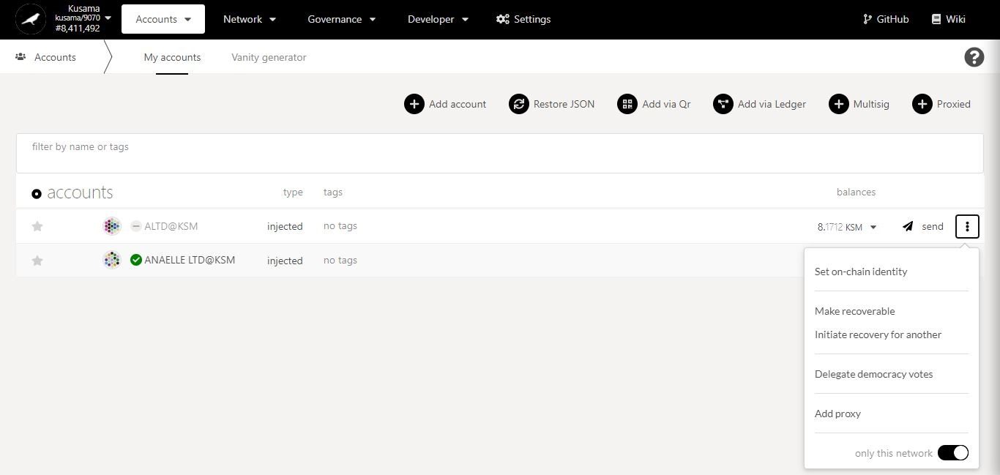 Kusama
kusama/9070
#8,411,492
Accounts
Network
Governance
Developer
Settings
GitHub
Wiki
Accounts
My accounts
Vanity generator
?
Add account
Restore JSON
Add via Qr
Add via Ledger
Multisig
Proxied
filter by name or tags
accounts
type
tags
balances
ALTD@KSM
injected
no tags
8.1712 KSM
send
ANAELLE LTD@KSM
injected
no tags
Set on-chain identity
Make recoverable
Initiate recovery for another
Delegate democracy votes
Add proxy
only this network